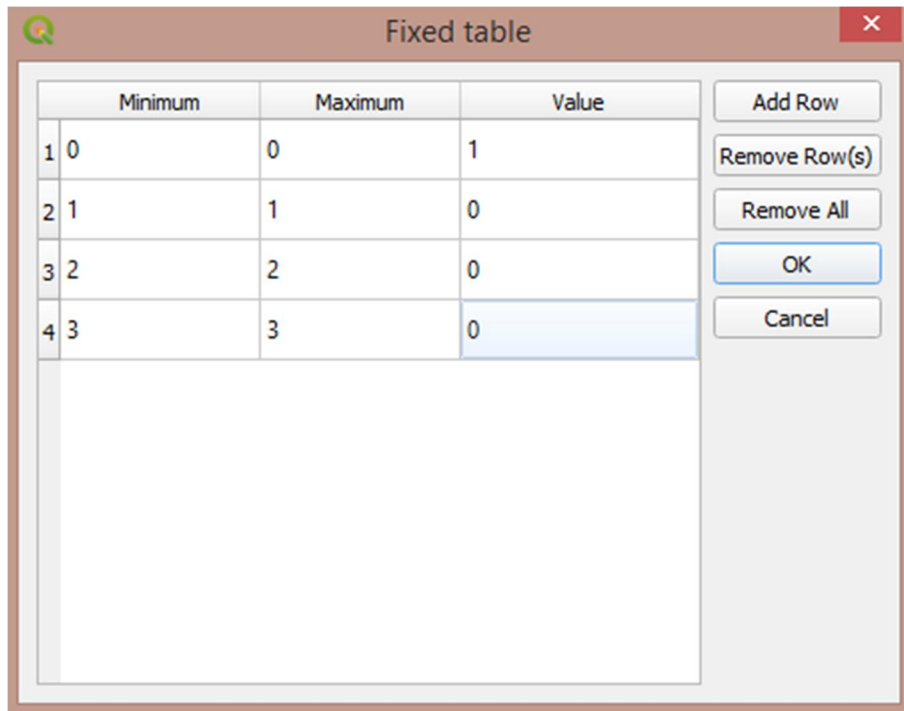 Fixed table
Minimum Maximum Value
1 0 0 1
2 1 1 0
3 2 2 0
4 3 3 0
Add Row
Remove Row(s)
Remove All
OK
Cancel